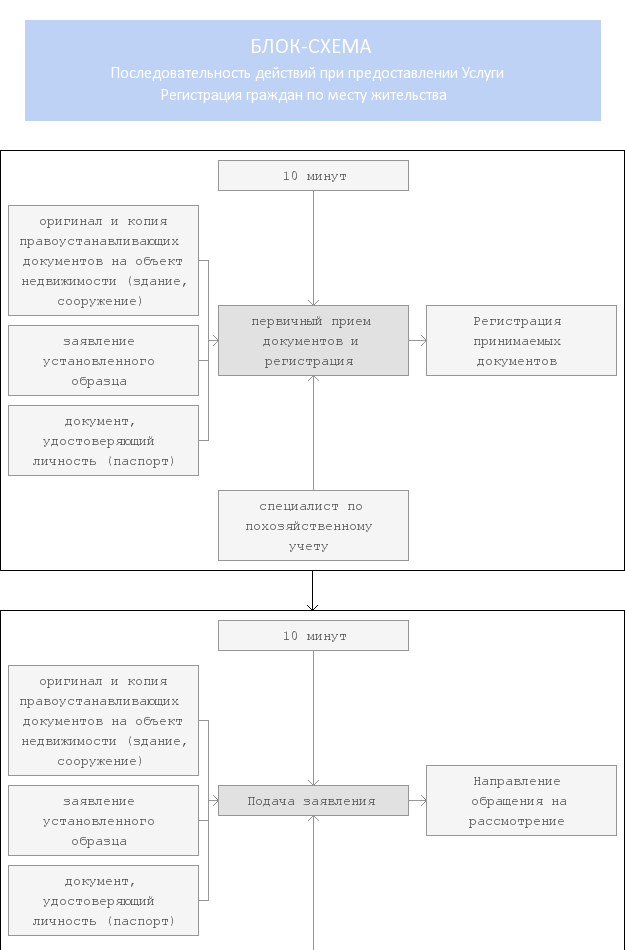 БЛОК-СХЕМА
Последовательность действий при предоставлении Услуги
Регистрация граждан по месту жительства
10 минут
оригинал и копия
правоустанавливающих
документов на объект
недвижимости (здание,
сооружение)
заявление
установленного
образца
документ,
удостоверяющий
личность (паспорт)
первичный прием
документов и
регистрация
Регистрация
принимаемых
документов
специалист по
похозяйственному
учету
10 минут
оригинал и копия
правоустанавливающих
документов на объект
недвижимости (здание,
сооружение)
заявление
установленного
образца
документ,
удостоверяющий
личность (паспорт)
Подача заявления
Направление
обращения на
рассмотрение